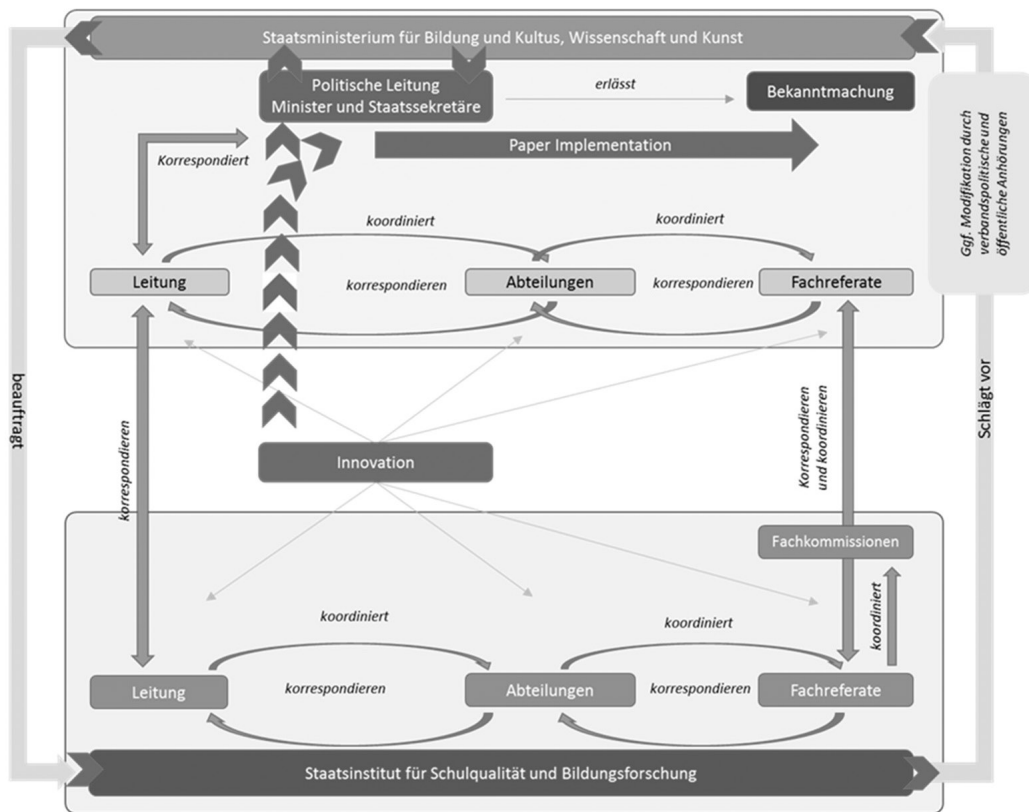 Staatsministerium für Bildung und Kultus, Wissenschaft und Kunst
Politische Leitung
Minister und Staatssekretäre
erlässt
Bekanntmachung
Korrespondiert
Paper Implementation
Ggf. Modifikation durch
verbandspolitische und
öffentliche Anhörungen
koordiniert
koordiniert
Leitung
korrespondieren
Abteilungen
korrespondieren
Fachreferate
beauftragt
korrespondieren
Innovation
Korrespondieren
und koordinieren
Schlägt vor
Fachkommissionen
koordiniert
koordiniert
koordiniert
Leitung
korrespondieren
Abteilungen
korrespondieren
Fachreferate
Staatsinstitut für Schulqualität und Bildungsforschung